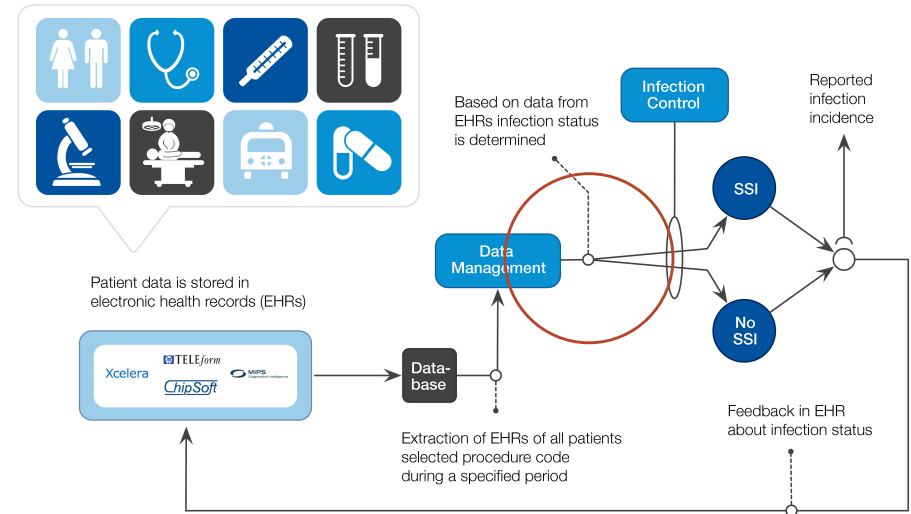 Infection
Control
Reported
infection
incidence
Based on data from
EHRs infection status
is determined
SSI
Data
Management
Patient data is stored in
electronic health records (EHRs)
No
SSI
TELEform
Xcelera
MIPS
Diagnostics Intelligence
ChipSoft
Data-
base
Feedback in EHR
about infection status
Extraction of EHRs of all patients
selected procedure code
during a specified period